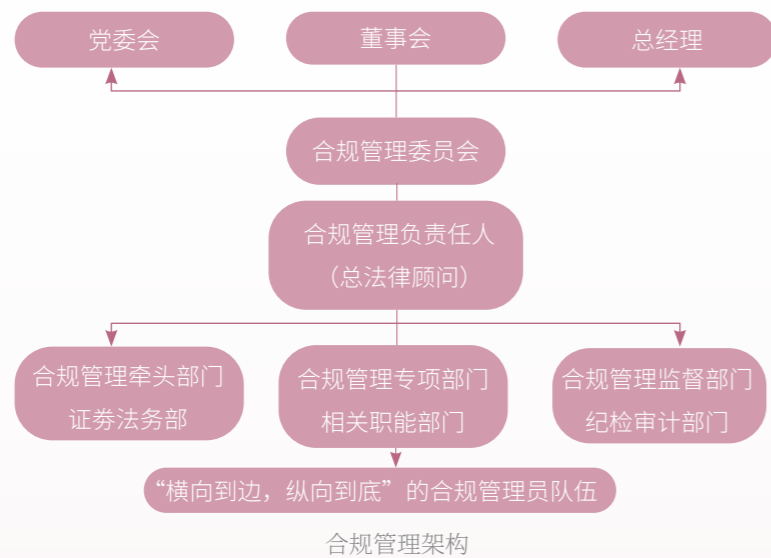 党委会
董事会
总经理
合规管理委员会
合规管理负责任人
（总法律顾问）
合规管理牵头部门
证劵法务部
合规管理专项部门
相关职能部门
合规管理监督部门
纪检审计部门
“横向到边，纵向到底”的合规管理员队伍
合规管理架构